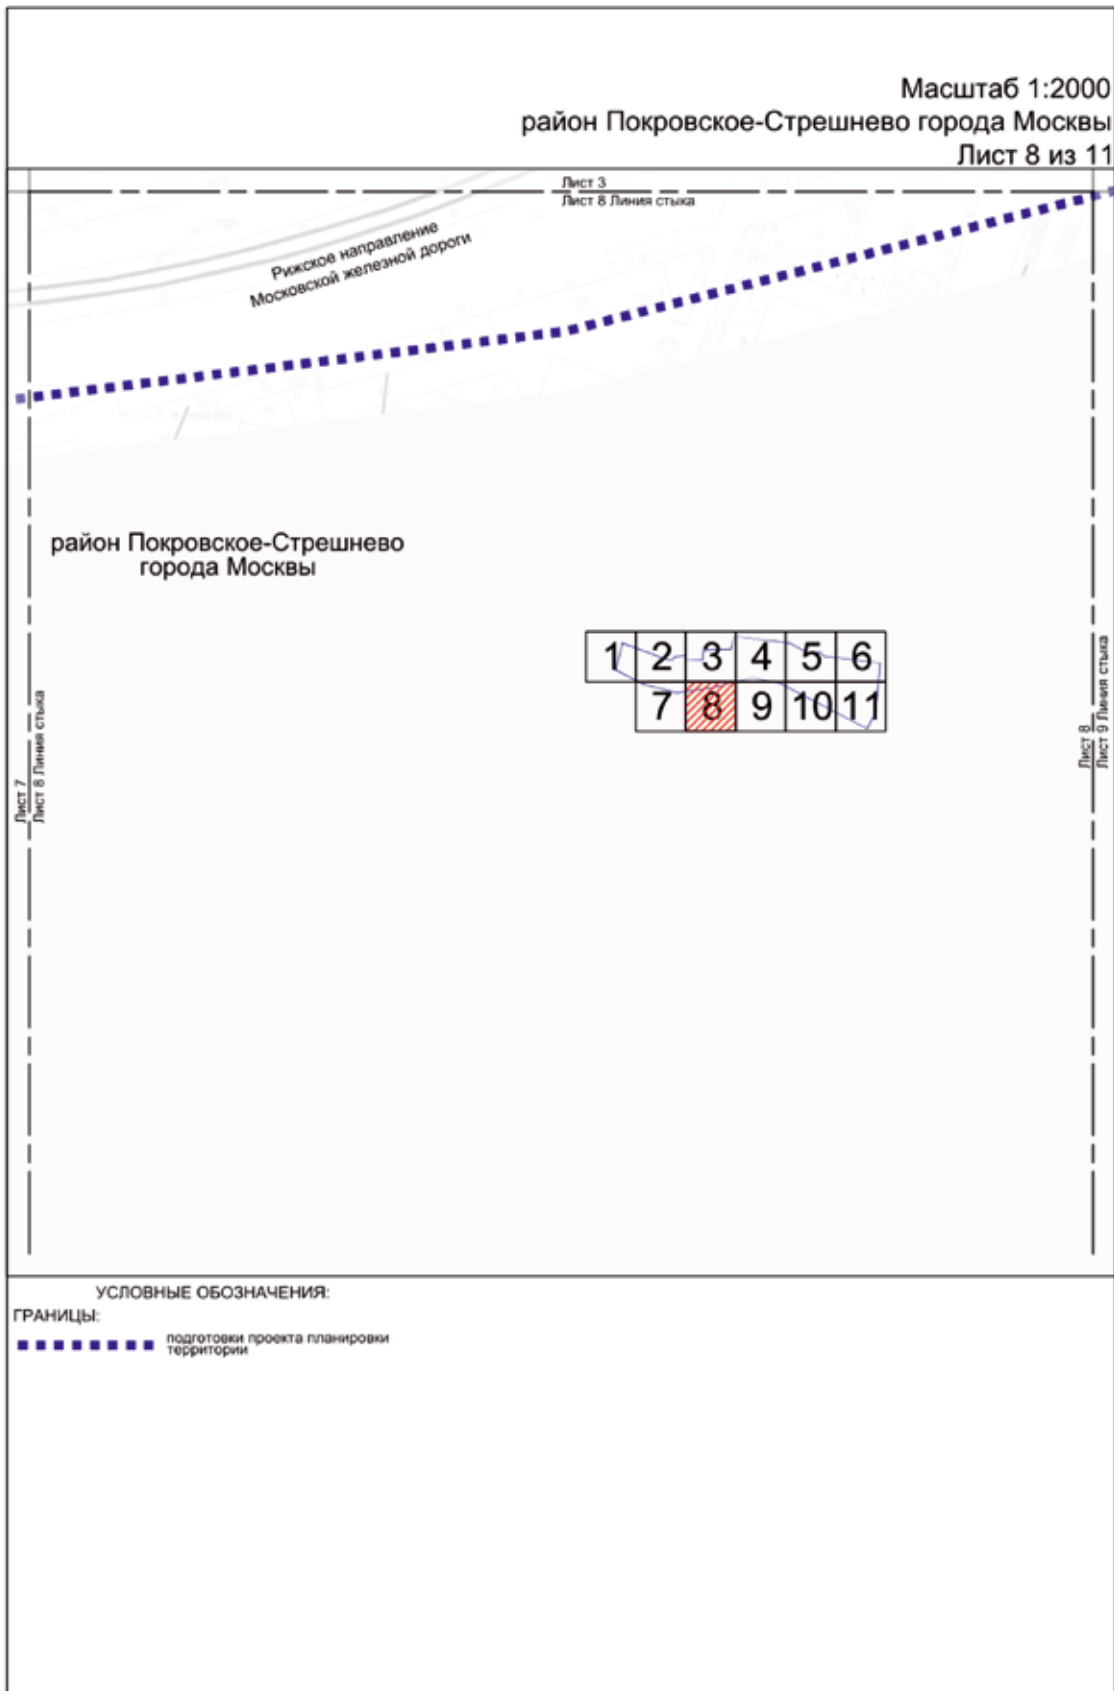 Масштаб 1:2000
район Покровское-Стрешнево города Москвы
Лист 8 из 11
Лист 3
Лист 8 Линия стыка
Рижское направление
Московской железной дороги
район Покровское-Стрешнево
города Москвы
1 2 3 4 5 6
7 8 9 10 11
Лист 7
Лист 8 Линия стыка
Лист 8
Лист 9 Линия стыка
УСЛОВНЫЕ ОБОЗНАЧЕНИЯ:
ГРАНИЦЫ:
подготовки проекта планировки
территории